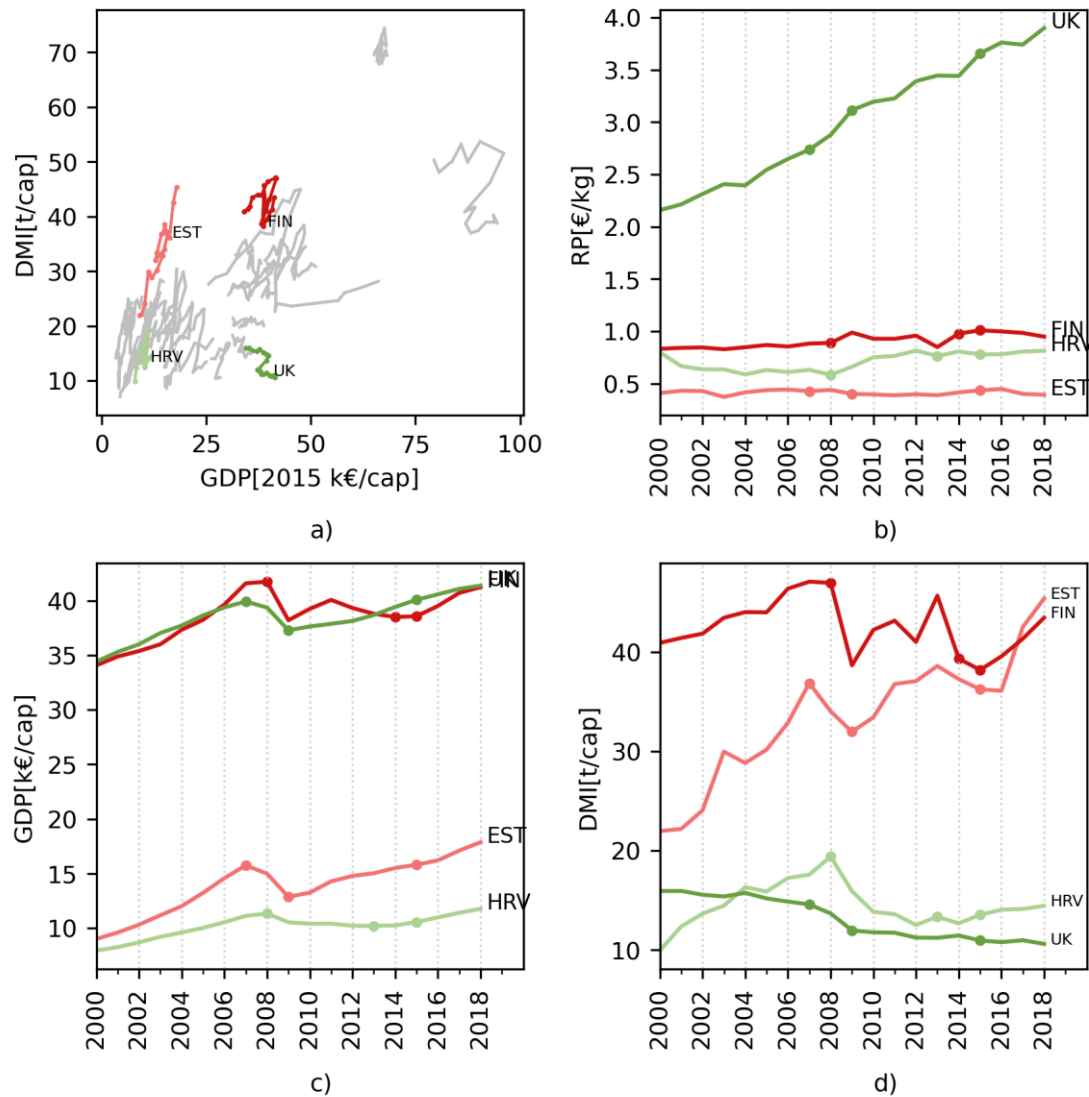 DMI[t/cap]
70
60
50
40
30
20
10
EST
FIN
HRV
UK
0 25 50 75 100
GDP[2015 k€/cap]
a)
RP[€/kg]
4.0
3.5
3.0
2.5
2.0
1.5
1.0
0.5
UK
FIN
HRV
EST
2000 2002 2004 2006 2008 2010 2012 2014 2016 2018
b)
GDP[k€/cap]
40
35
30
25
20
15
10
UK
FIN
EST
HRV
2000 2002 2004 2006 2008 2010 2012 2014 2016 2018
c)
DMI[t/cap]
40
30
20
10
EST
FIN
HRV
UK
2000 2002 2004 2006 2008 2010 2012 2014 2016 2018
d)